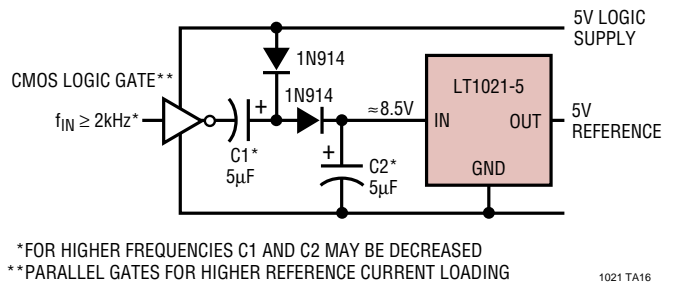 5V LOGIC
SUPPLY
1N914
CMOS LOGIC GATE**
1N914
LT1021-5
fIN ≥ 2kHz*
+
≈8.5V
IN
OUT
5V
REFERENCE
C1*
5µF
+
C2*
5µF
GND
*FOR HIGHER FREQUENCIES C1 AND C2 MAY BE DECREASED
**PARALLEL GATES FOR HIGHER REFERENCE CURRENT LOADING
1021 TA16